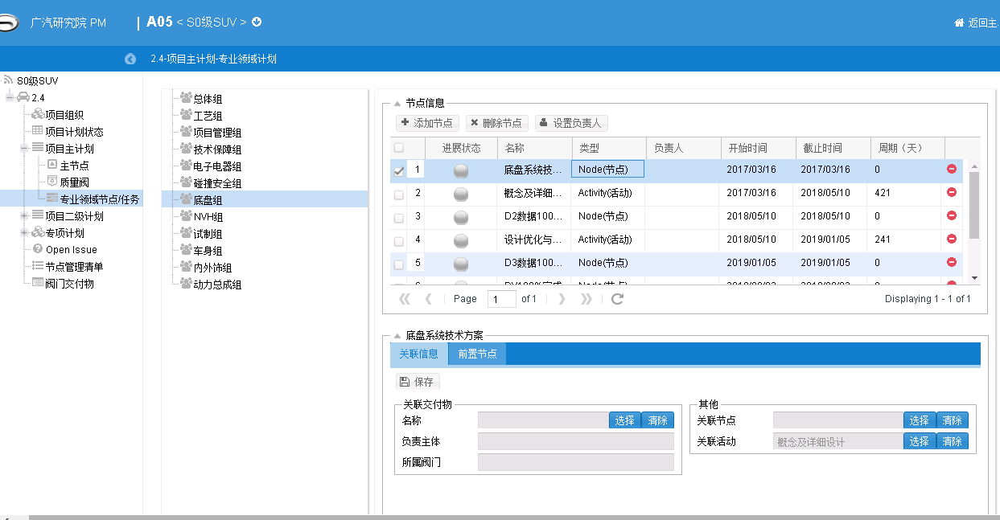 广汽研究院 PM
A05 < S0级SUV >
返回主
2.4-项目主计划-专业领域计划
S0级SUV
2.4
项目组织
项目计划状态
项目主计划
主节点
质量阀
专业领域节点/任务
项目二级计划
专项计划
Open Issue
节点管理清单
阀门交付物
总体组
工艺组
项目管理组
技术保障组
电子电器组
碰撞安全组
底盘组
NVH组
试制组
车身组
内外饰组
动力总成组
节点信息
添加节点 删除节点 设置负责人
进展状态 名称 类型 负责人 开始时间 截止时间 周期（天）
1 底盘系统技... Node(节点) 2017/03/16 2017/03/16 0
2 概念及详细... Activity(活动) 2017/03/16 2018/05/10 421
3 D2数据100... Node(节点) 2018/05/10 2018/05/10 0
4 设计优化与... Activity(活动) 2018/05/10 2019/01/05 241
5 D3数据100... Node(节点) 2019/01/05 2019/01/05 0
Page 1 of 1 Displaying 1 - 1 of 1
底盘系统技术方案
关联信息 前置节点
保存
关联交付物
名称 选择 清除
负责主体
所属阀门
其他
关联节点 选择 清除
关联活动 概念及详细设计 选择 清除